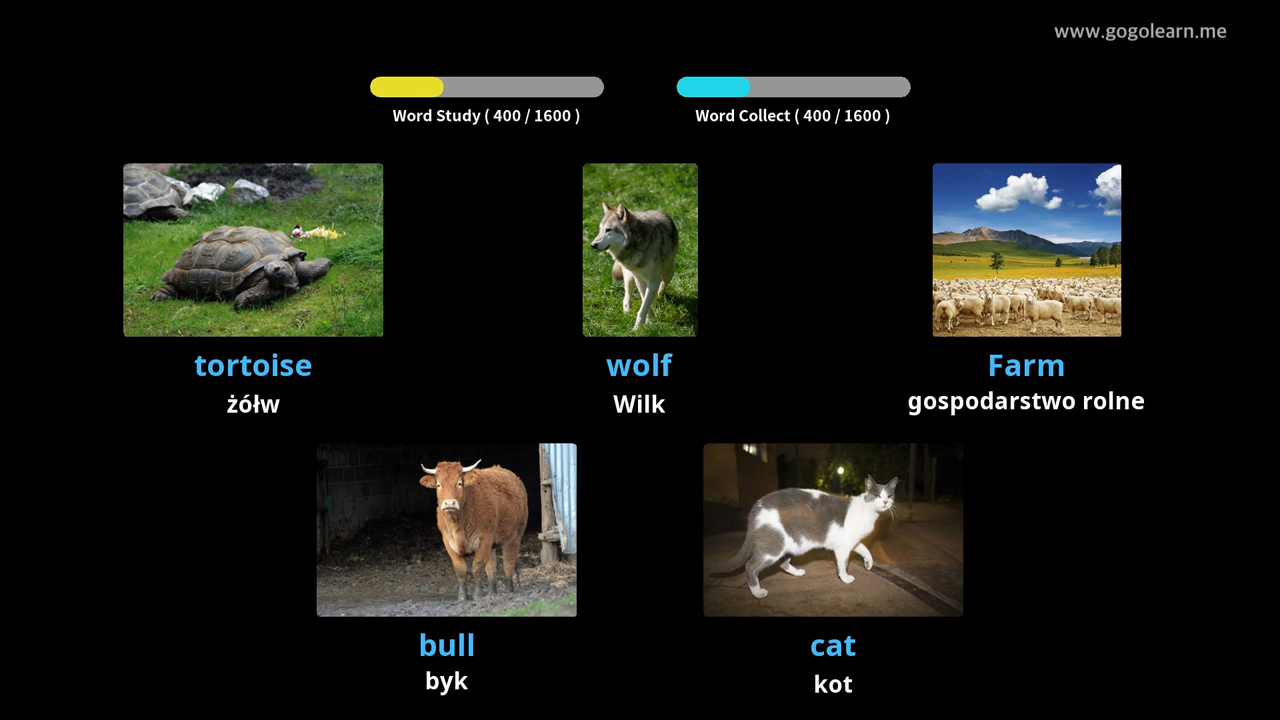 www.gogolearn.me
Word Study ( 400 / 1600 )
Word Collect ( 400 / 1600 )
tortoise
żółw
wolf
Wilk
Farm
gospodarstwo rolne
bull
byk
cat
kot